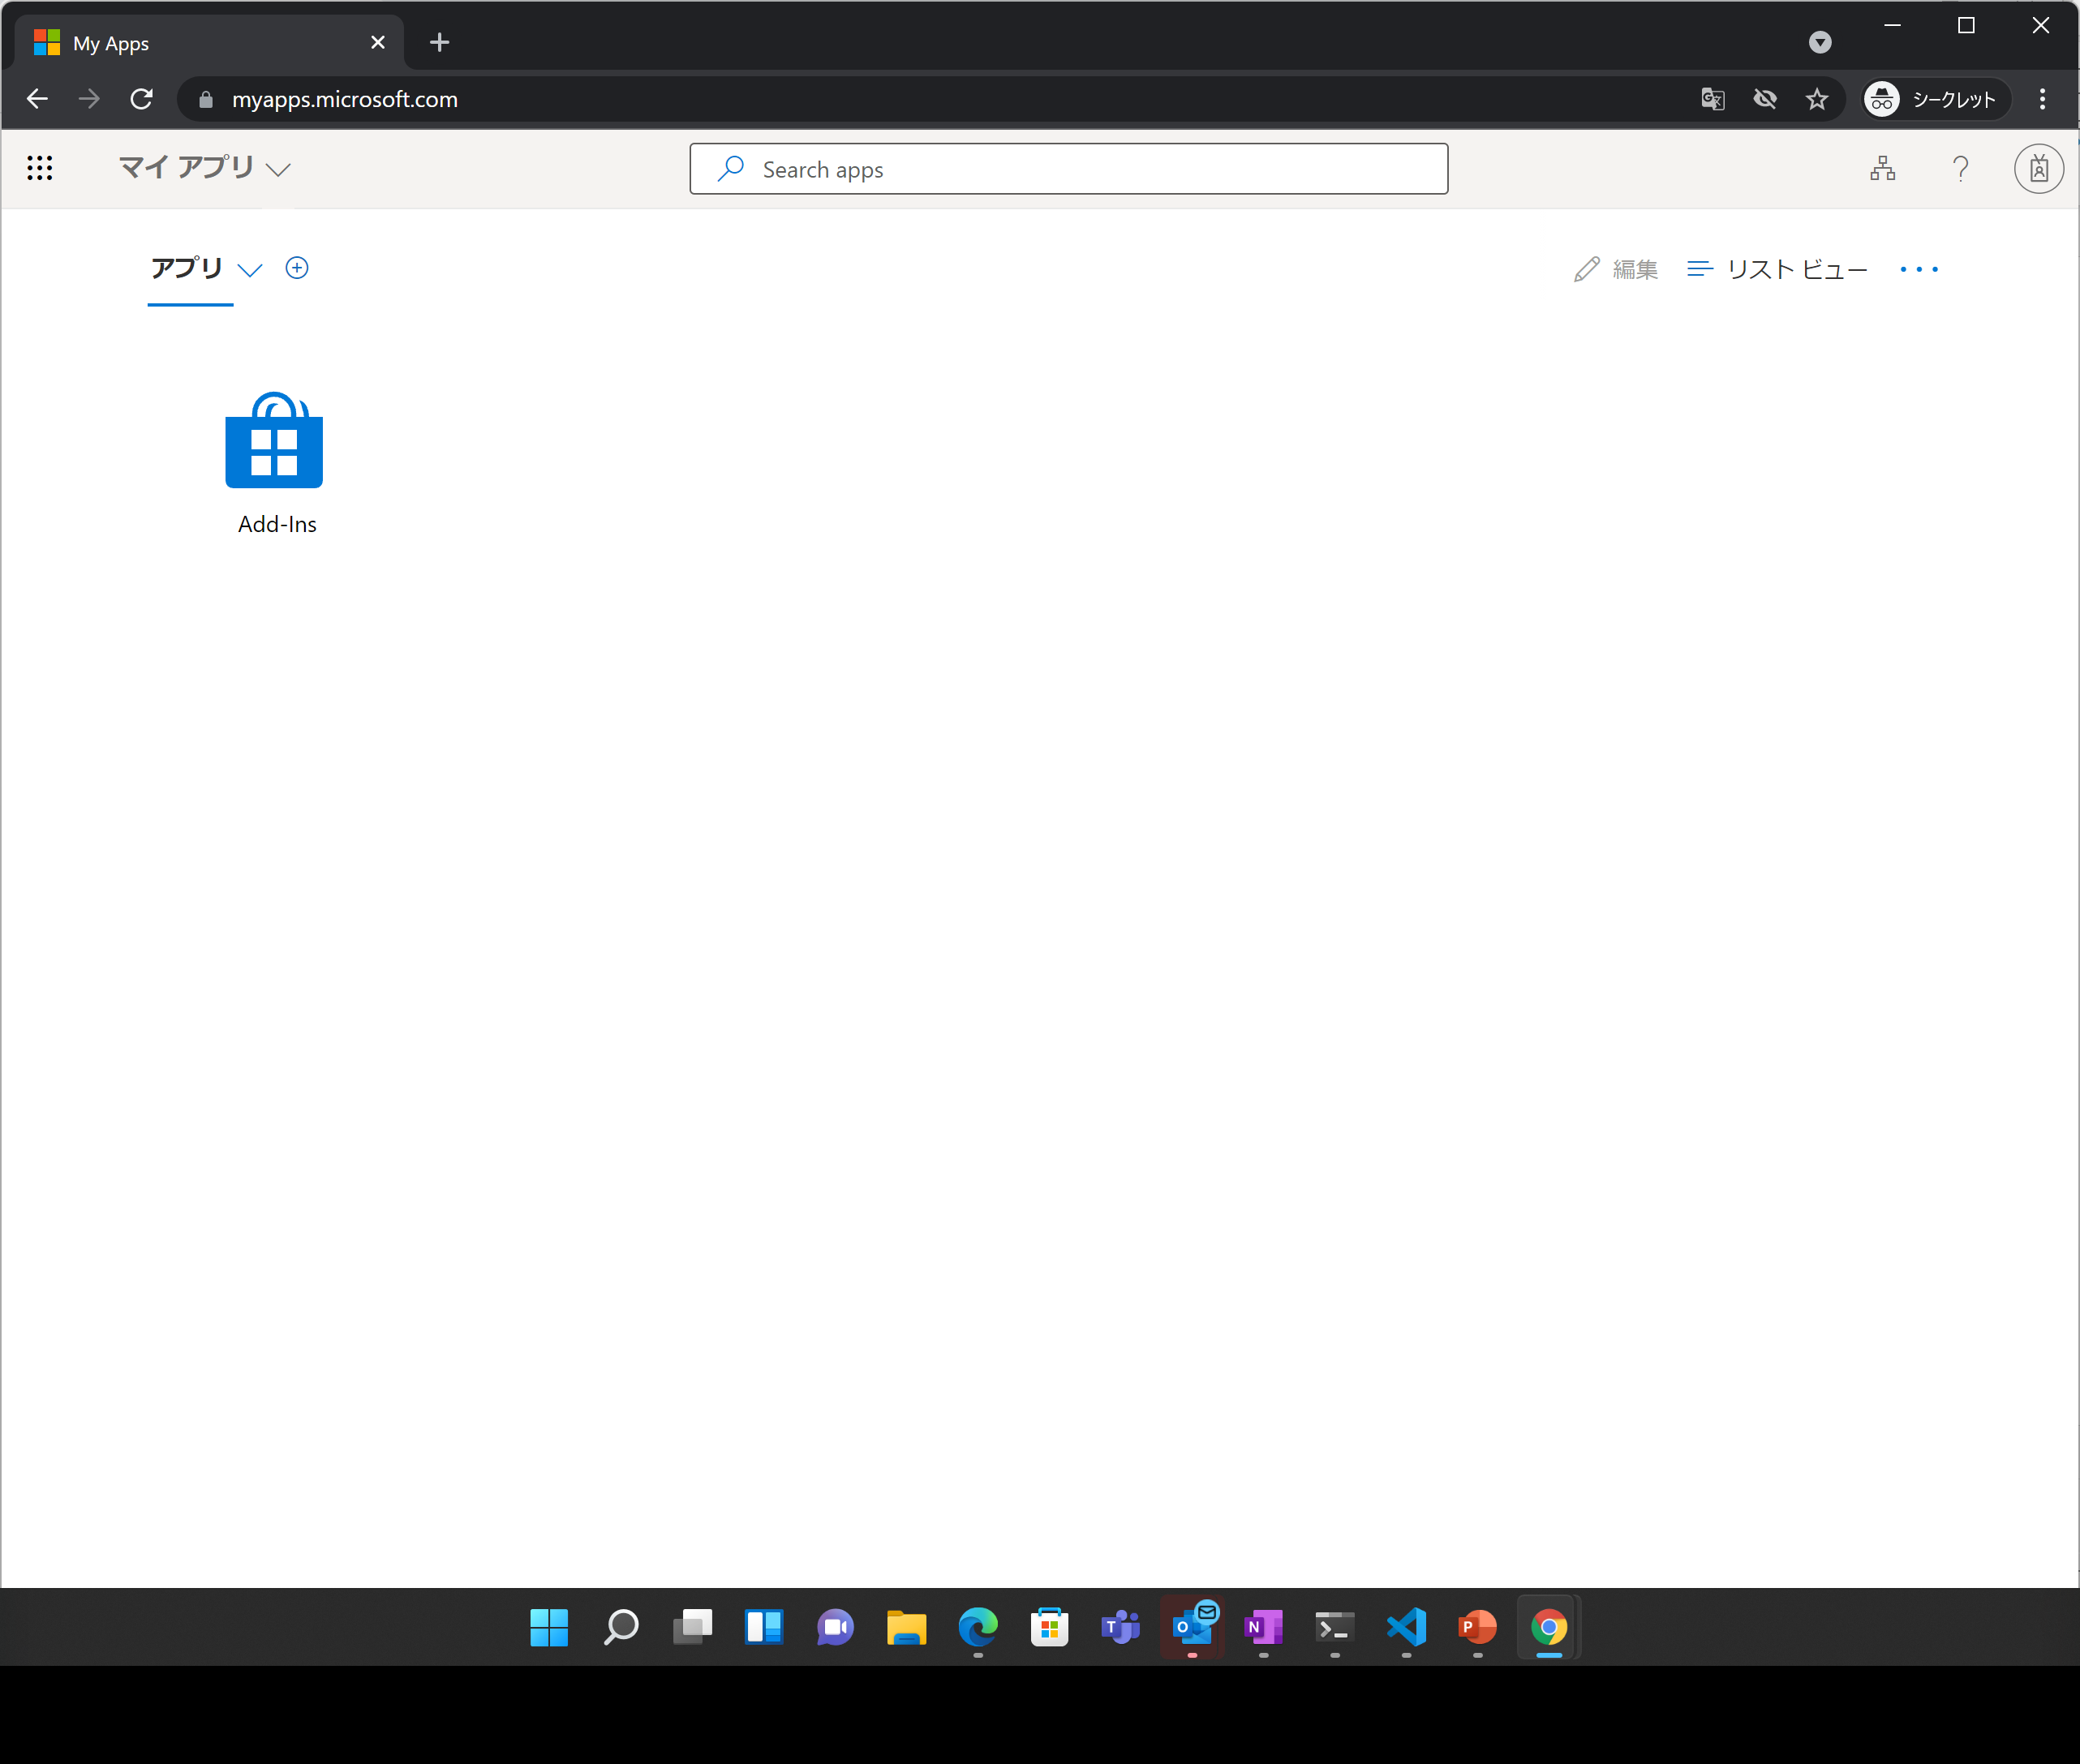 My Apps
myapps.microsoft.com
シークレット
マイ アプリ
Search apps
アプリ
編集
リスト ビュー
Add-Ins